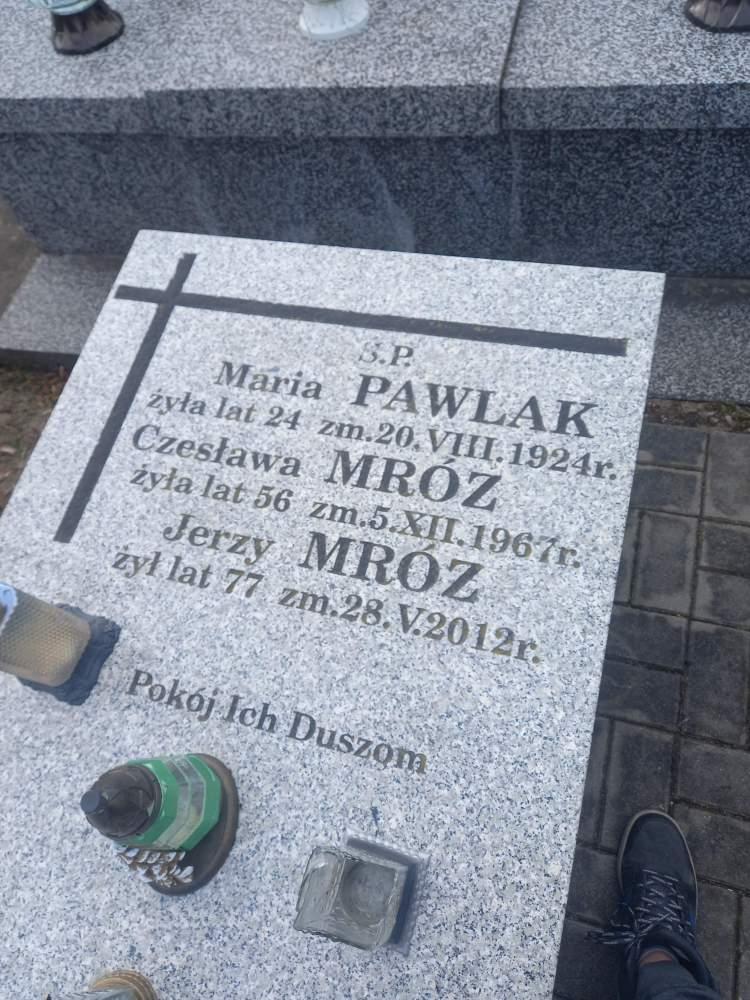 Ś.P.
Maria PAWLAK
żyła lat 24 zm.20.VIII.1924r.
Czesława MRÓZ
żyła lat 56 zm.5.XII.1967r.
Jerzy MRÓZ
żył lat 77 zm.28.V.2012r.
Pokój Ich Duszom